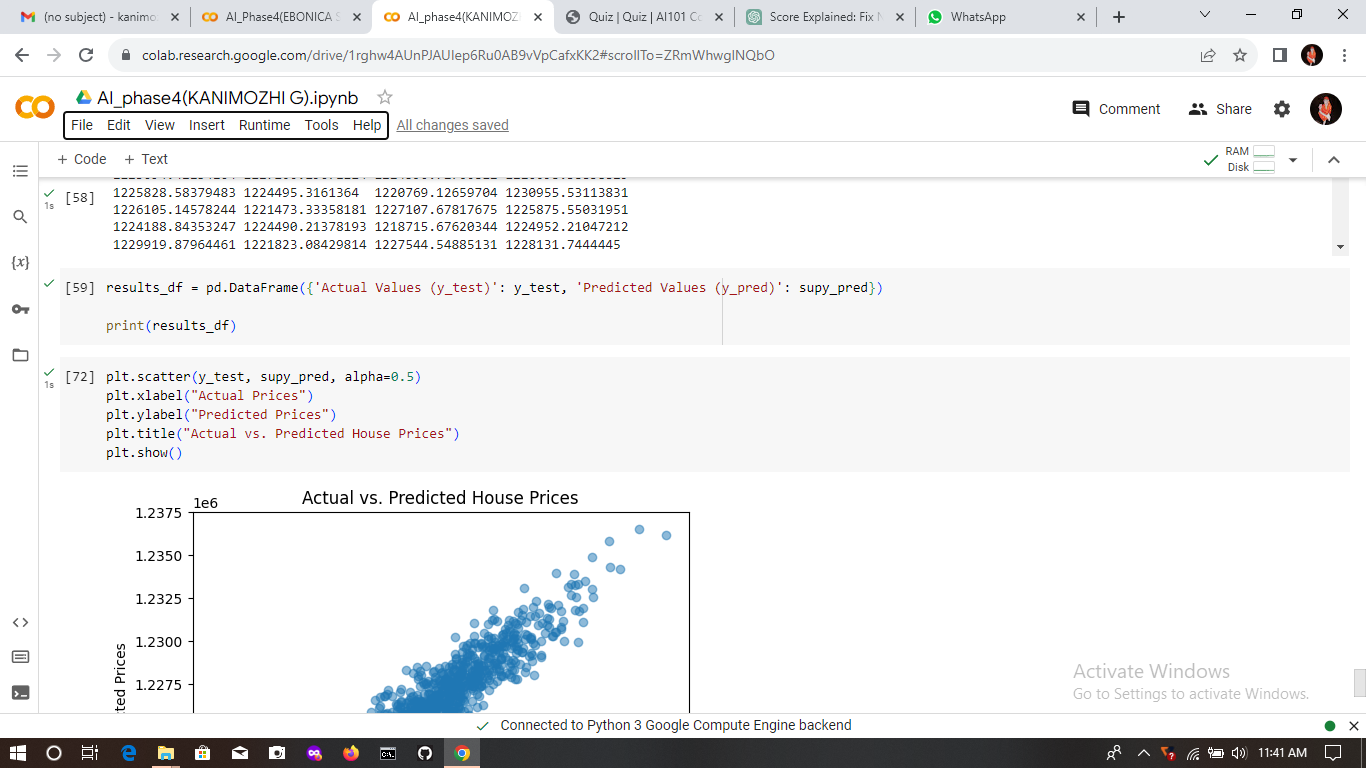 (no subject) - kanimo
AI_Phase4(EBONICA S
AI_phase4(KANIMOZ
Quiz | Quiz | AI101 Co
Score Explained: Fix N
WhatsApp
colab.research.google.com/drive/1rghw4AUnPJAUIep6Ru0AB9vVpCafxKK2#scrollTo=ZRmWhwglNQbO
AI_phase4(KANIMOZHI G).ipynb
Comment
Share
File Edit View Insert Runtime Tools Help All changes saved
+ Code + Text
RAM
Disk
1s
[58]
1225828.58379483 1224495.3161364 1220769.12659704 1230955.53113831
1226105.14578244 1221473.33358181 1227107.67817675 1225875.55031951
1224188.84353247 1224490.21378193 1218715.67620344 1224952.21047212
1229919.87964461 1221823.08429814 1227544.54885131 1228131.7444445
{x}
[59] results_df = pd.DataFrame({'Actual Values (y_test)': y_test, 'Predicted Values (y_pred)': supy_pred})
print(results_df)
1s
[72] plt.scatter(y_test, supy_pred, alpha=0.5)
plt.xlabel("Actual Prices")
plt.ylabel("Predicted Prices")
plt.title("Actual vs. Predicted House Prices")
plt.show()
Actual vs. Predicted House Prices
1e6
1.2375
1.2350
1.2325
1.2300
1.2275
cted Prices
Activate Windows
Go to Settings to activate Windows.
Connected to Python 3 Google Compute Engine backend
11:41 AM